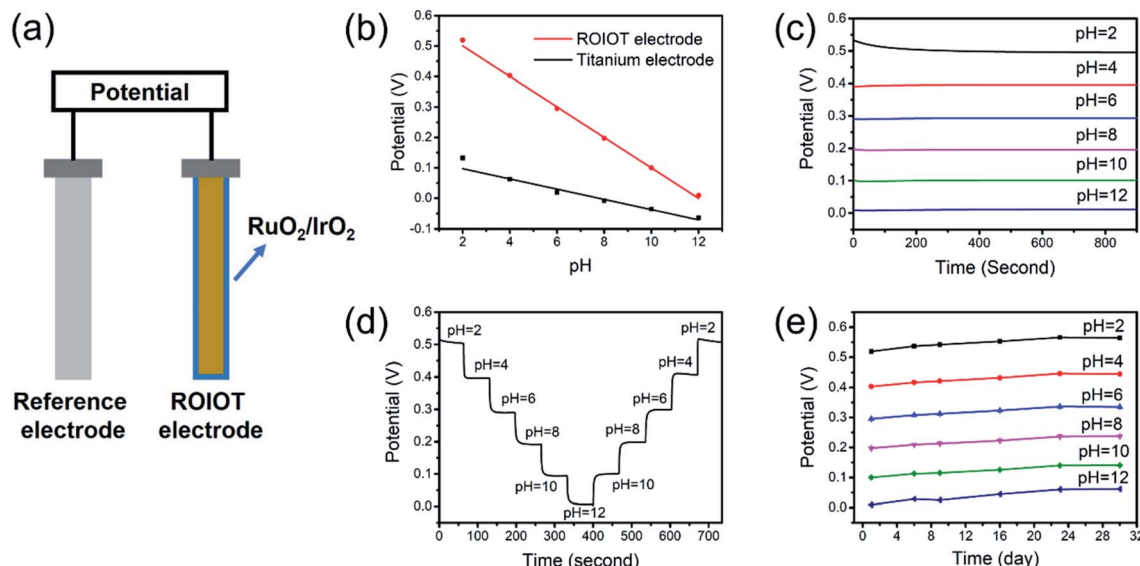 (a)
Potential
RuO₂/IrO₂
Reference
electrode
ROIOT
electrode
(b)
0.6
0.5
0.4
0.3
0.2
0.1
0.0
-0.1
Potential (V)
ROIOT electrode
Titanium electrode
2 4 6 8 10 12
pH
(c)
0.6
0.5
0.4
0.3
0.2
0.1
0.0
Potential (V)
pH=2
pH=4
pH=6
pH=8
pH=10
pH=12
0 200 400 600 800
Time (Second)
(d)
0.6
0.5
0.4
0.3
0.2
0.1
0.0
Potential (V)
pH=2 pH=2
pH=4 pH=4
pH=6 pH=6
pH=8 pH=8
pH=10 pH=10
pH=12
0 100 200 300 400 500 600 700
Time (second)
(e)
0.6
0.5
0.4
0.3
0.2
0.1
0.0
Potential (V)
pH=2
pH=4
pH=6
pH=8
pH=10
pH=12
0 4 8 12 16 20 24 28 32
Time (day)